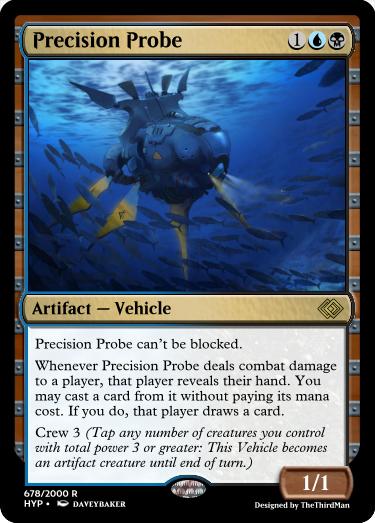 Precision Probe 1
Artifact — Vehicle
Precision Probe can't be blocked.
Whenever Precision Probe deals combat damage
to a player, that player reveals their hand. You
may cast a card from it without paying its mana
cost. If you do, that player draws a card.
Crew 3 (Tap any number of creatures you control
with total power 3 or greater: This Vehicle becomes
an artifact creature until end of turn.)
1/1
678/2000 R
HYP • DAVEYBAKER
Designed by TheThirdMan